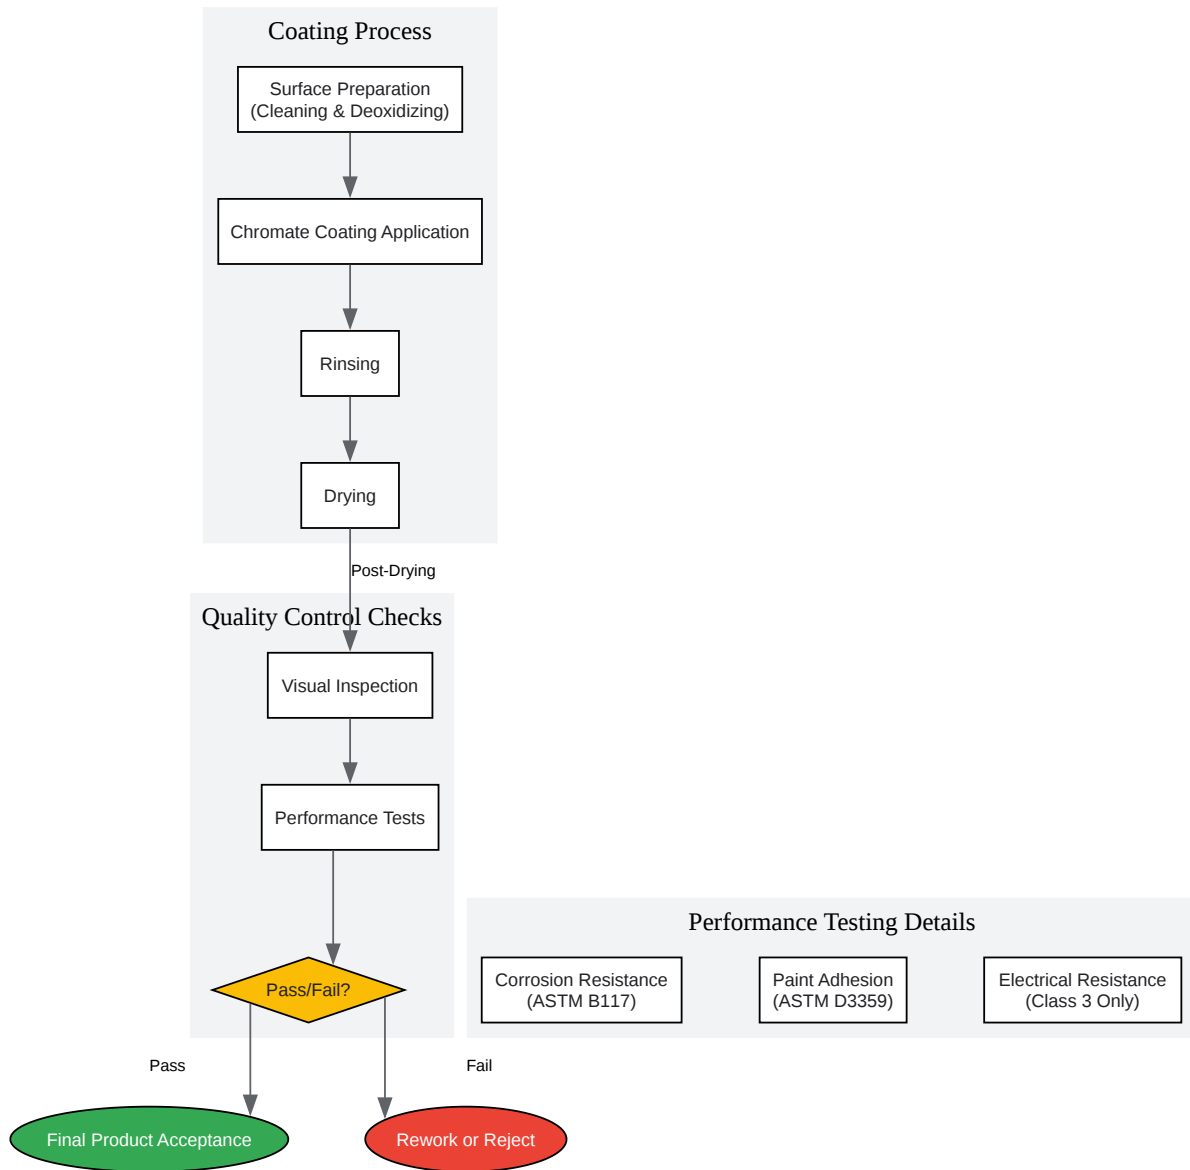 Coating Process
Surface Preparation
(Cleaning & Deoxidizing)
Chromate Coating Application
Rinsing
Drying
Post-Drying
Quality Control Checks
Visual Inspection
Performance Tests
Pass/Fail?
Performance Testing Details
Corrosion Resistance
(ASTM B117)
Paint Adhesion
(ASTM D3359)
Electrical Resistance
(Class 3 Only)
Pass
Fail
Final Product Acceptance
Rework or Reject